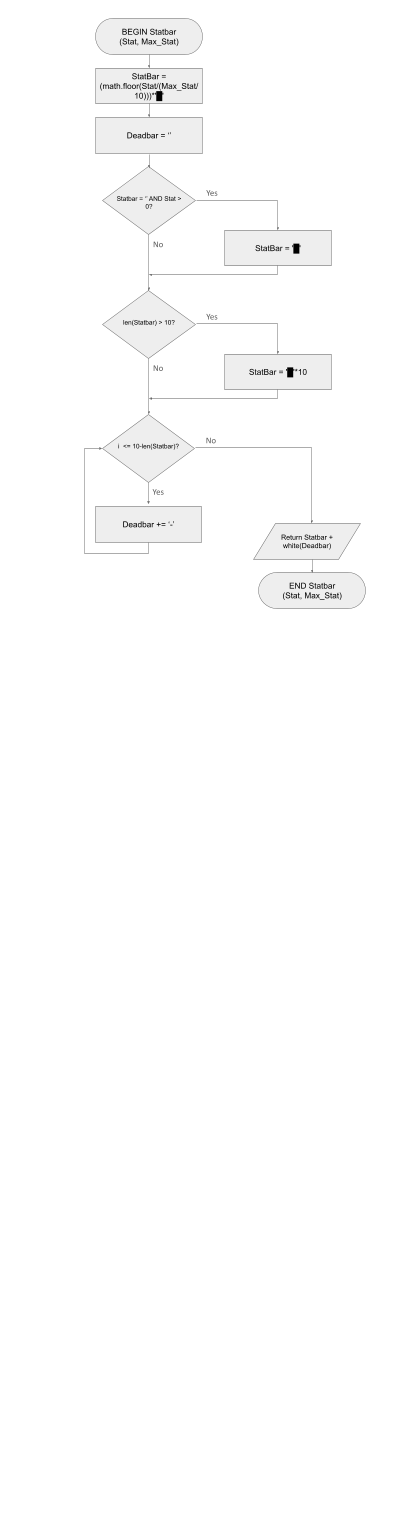 BEGIN Statbar
(Stat, Max_Stat)
StatBar =
(math.floor(Stat/(Max_Stat/
10)))*'█'
Deadbar = ''
Statbar = '' AND Stat >
0?
Yes
StatBar = '█'
No
len(Statbar) > 10?
Yes
StatBar = '█'*10
No
i <= 10-len(Statbar)?
No
Yes
Deadbar += '-'
Return Statbar +
white(Deadbar)
END Statbar
(Stat, Max_Stat)